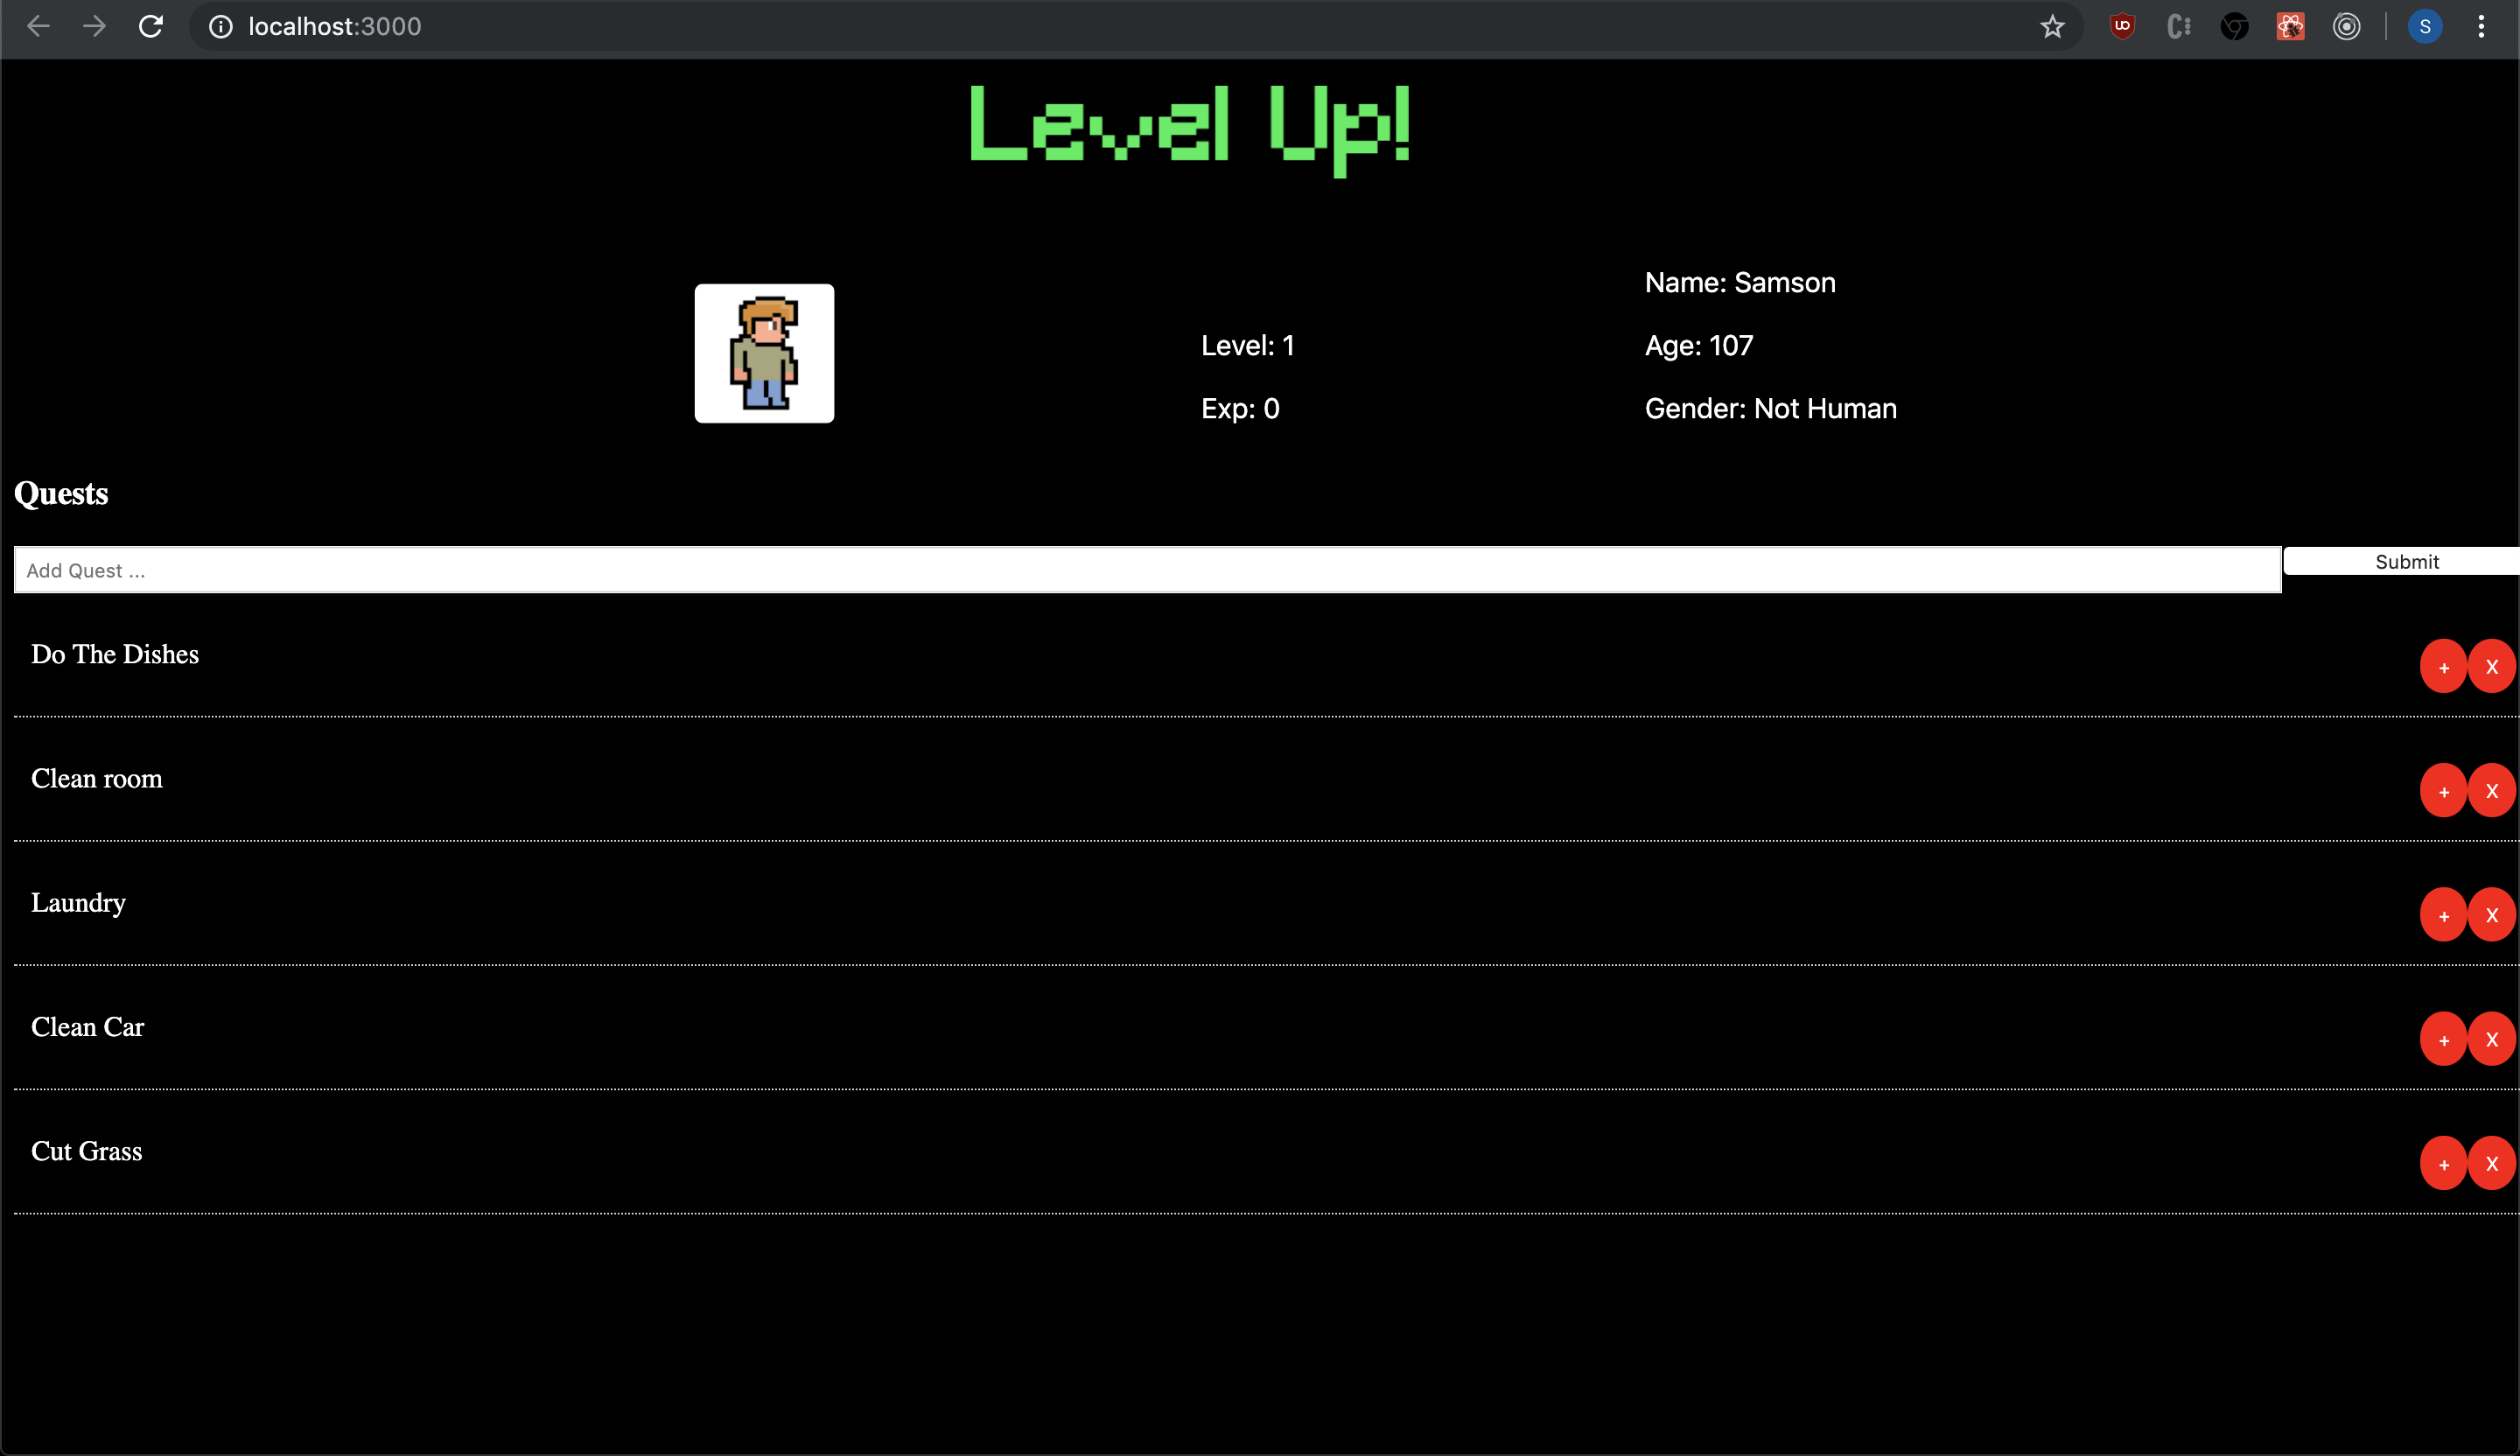 localhost:3000
S
Level Up!
Name: Samson
Level: 1
Age: 107
Exp: 0
Gender: Not Human
Quests
Add Quest ...
Submit
Do The Dishes
+ X
Clean room
+ X
Laundry
+ X
Clean Car
+ X
Cut Grass
+ X